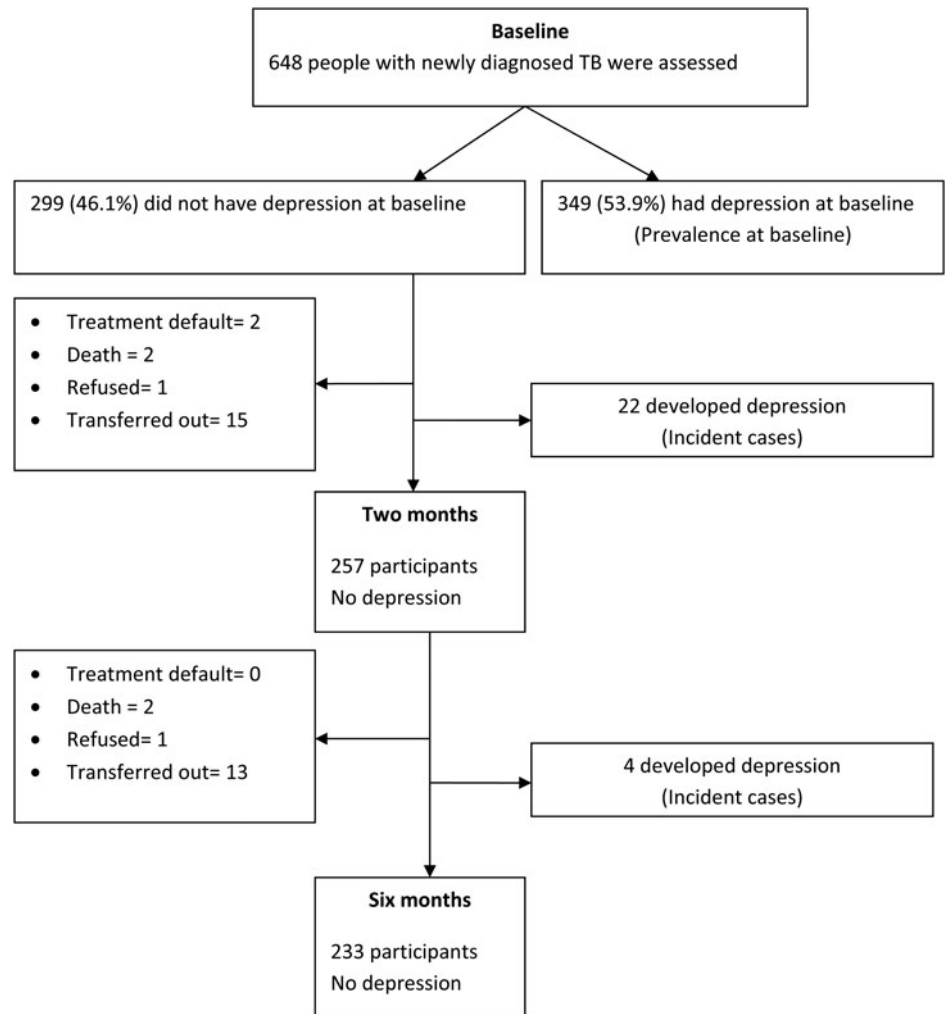 Baseline
648 people with newly diagnosed TB were assessed
299 (46.1%) did not have depression at baseline
349 (53.9%) had depression at baseline
(Prevalence at baseline)
• Treatment default= 2
• Death = 2
• Refused= 1
• Transferred out= 15
22 developed depression
(Incident cases)
Two months
257 participants
No depression
• Treatment default= 0
• Death = 2
• Refused= 1
• Transferred out= 13
4 developed depression
(Incident cases)
Six months
233 participants
No depression